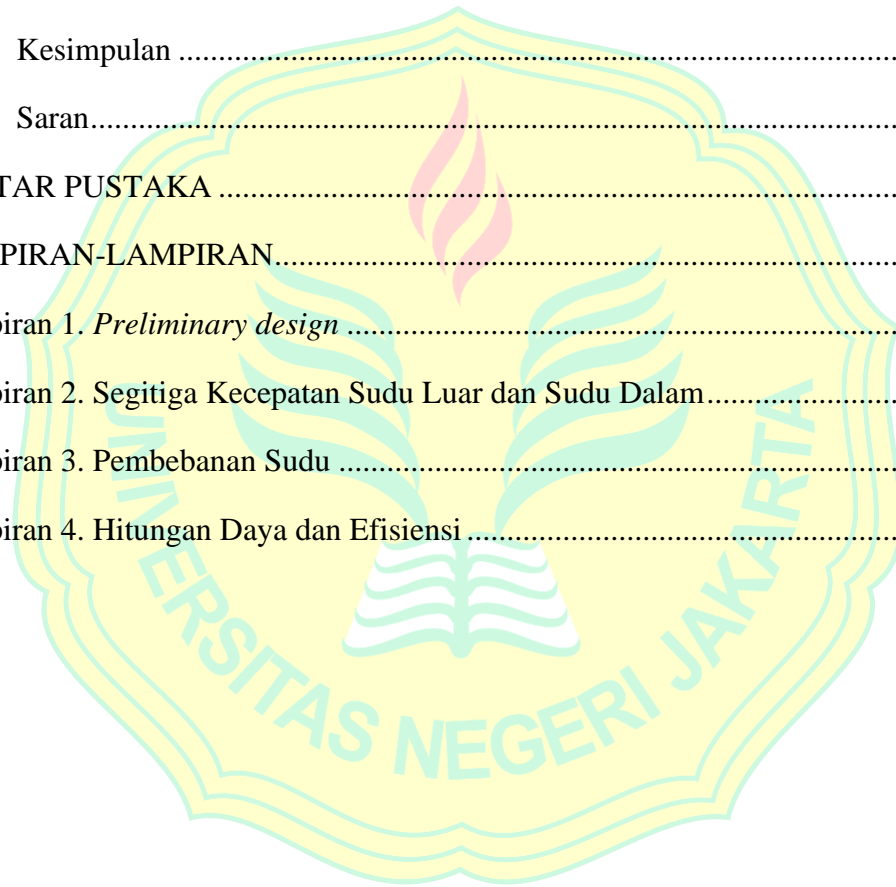 Kesimpulan ................................................................................
Saran................................................................................
TAR PUSTAKA ................................................................................
PIRAN-LAMPIRAN................................................................................
piran 1. Preliminary design ................................................................................
piran 2. Segitiga Kecepatan Sudu Luar dan Sudu Dalam................................
piran 3. Pembebanan Sudu ................................................................................
piran 4. Hitungan Daya dan Efisiensi ................................................................
UNIVERSITAS NEGERI JAKARTA